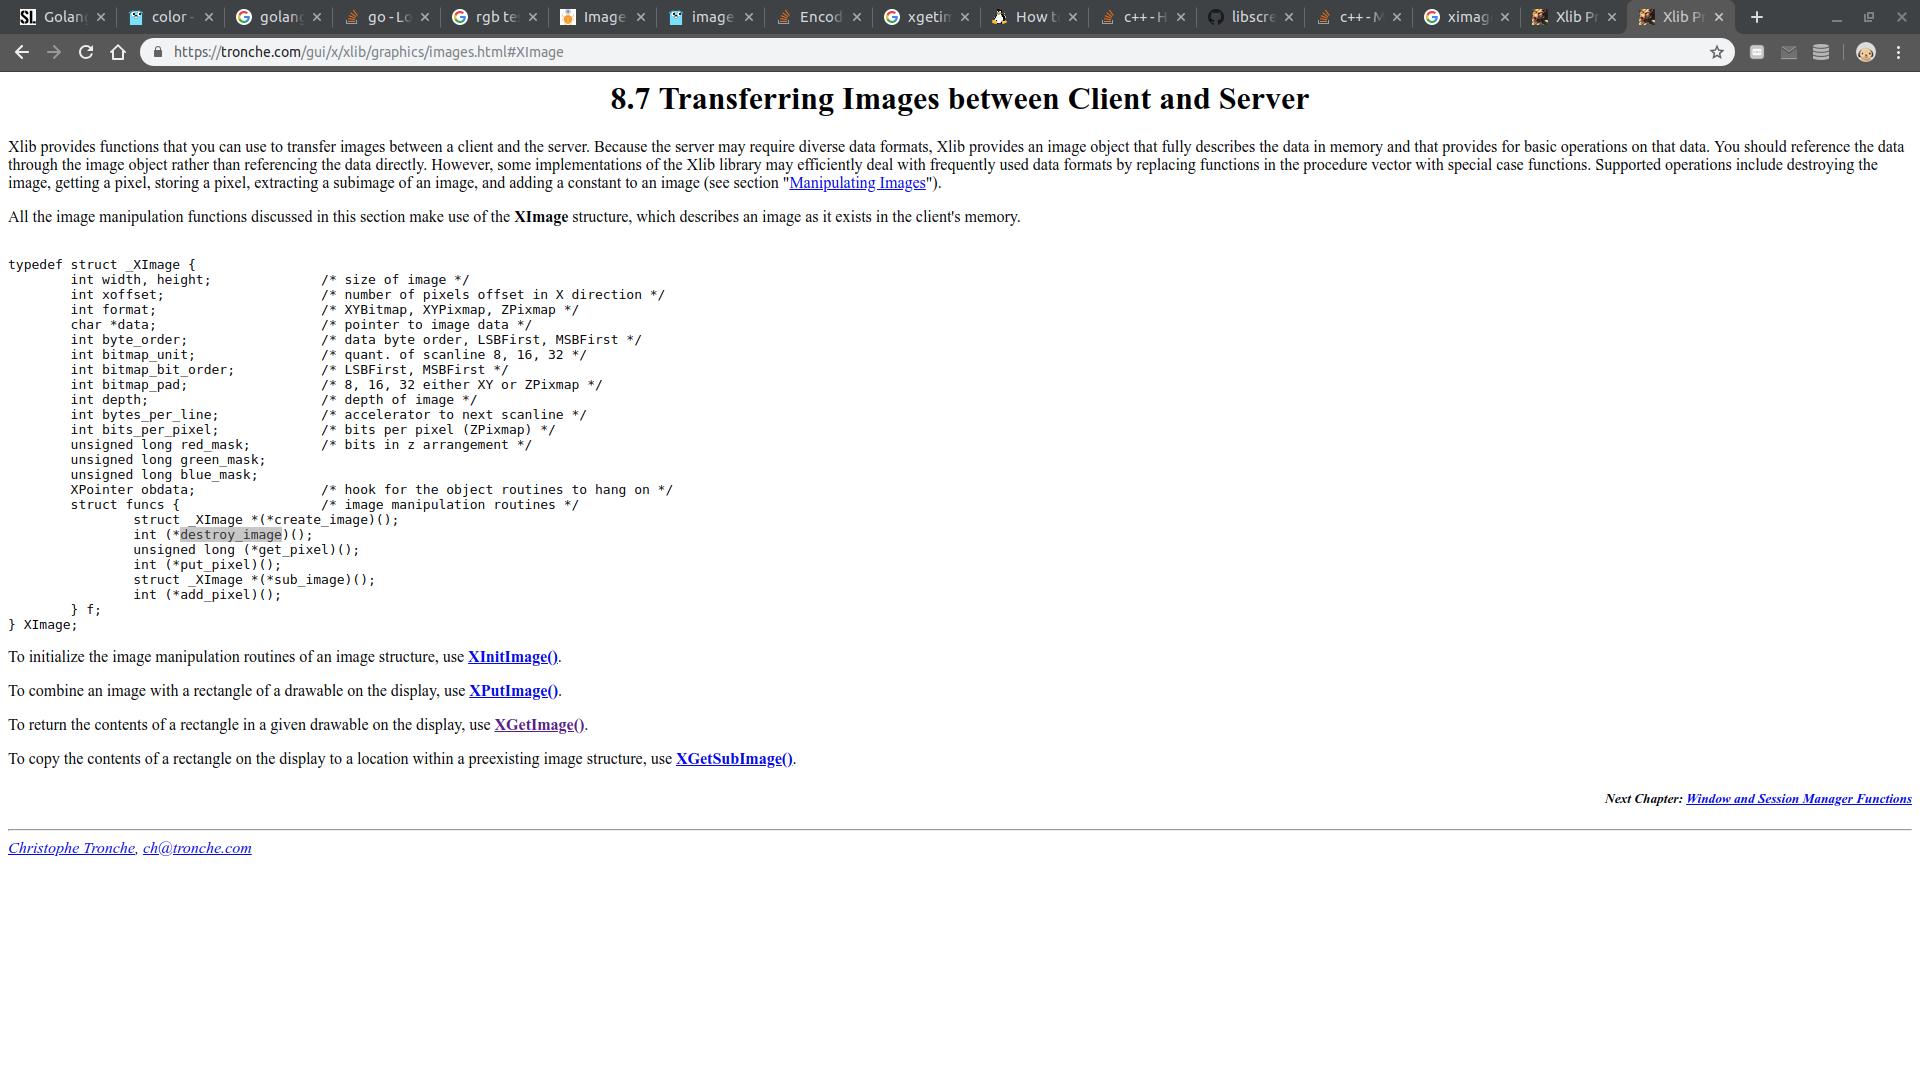 Golang
color -
golang
go - Lo
rgb te
Image
image
Encod
xgetim
How t
c++ - H
libscre
c++ - M
ximag
Xlib Pr
Xlib Pr
https://tronche.com/gui/x/xlib/graphics/images.html#XImage
8.7 Transferring Images between Client and Server
Xlib provides functions that you can use to transfer images between a client and the server. Because the server may require diverse data formats, Xlib provides an image object that fully describes the data in memory and that provides for basic operations on that data. You should reference the data
through the image object rather than referencing the data directly. However, some implementations of the Xlib library may efficiently deal with frequently used data formats by replacing functions in the procedure vector with special case functions. Supported operations include destroying the
image, getting a pixel, storing a pixel, extracting a subimage of an image, and adding a constant to an image (see section "Manipulating Images").
All the image manipulation functions discussed in this section make use of the XImage structure, which describes an image as it exists in the client's memory.
typedef struct _XImage {
int width, height; /* size of image */
int xoffset; /* number of pixels offset in X direction */
int format; /* XYBitmap, XYPixmap, ZPixmap */
char *data; /* pointer to image data */
int byte_order; /* data byte order, LSBFirst, MSBFirst */
int bitmap_unit; /* quant. of scanline 8, 16, 32 */
int bitmap_bit_order; /* LSBFirst, MSBFirst */
int bitmap_pad; /* 8, 16, 32 either XY or ZPixmap */
int depth; /* depth of image */
int bytes_per_line; /* accelerator to next scanline */
int bits_per_pixel; /* bits per pixel (ZPixmap) */
unsigned long red_mask; /* bits in z arrangement */
unsigned long green_mask;
unsigned long blue_mask;
XPointer obdata; /* hook for the object routines to hang on */
struct funcs { /* image manipulation routines */
struct _XImage *(*create_image)();
int (*destroy_image)();
unsigned long (*get_pixel)();
int (*put_pixel)();
struct _XImage *(*sub_image)();
int (*add_pixel)();
} f;
} XImage;
To initialize the image manipulation routines of an image structure, use XInitImage().
To combine an image with a rectangle of a drawable on the display, use XPutImage().
To return the contents of a rectangle in a given drawable on the display, use XGetImage().
To copy the contents of a rectangle on the display to a location within a preexisting image structure, use XGetSubImage().
Next Chapter: Window and Session Manager Functions
Christophe Tronche, ch@tronche.com